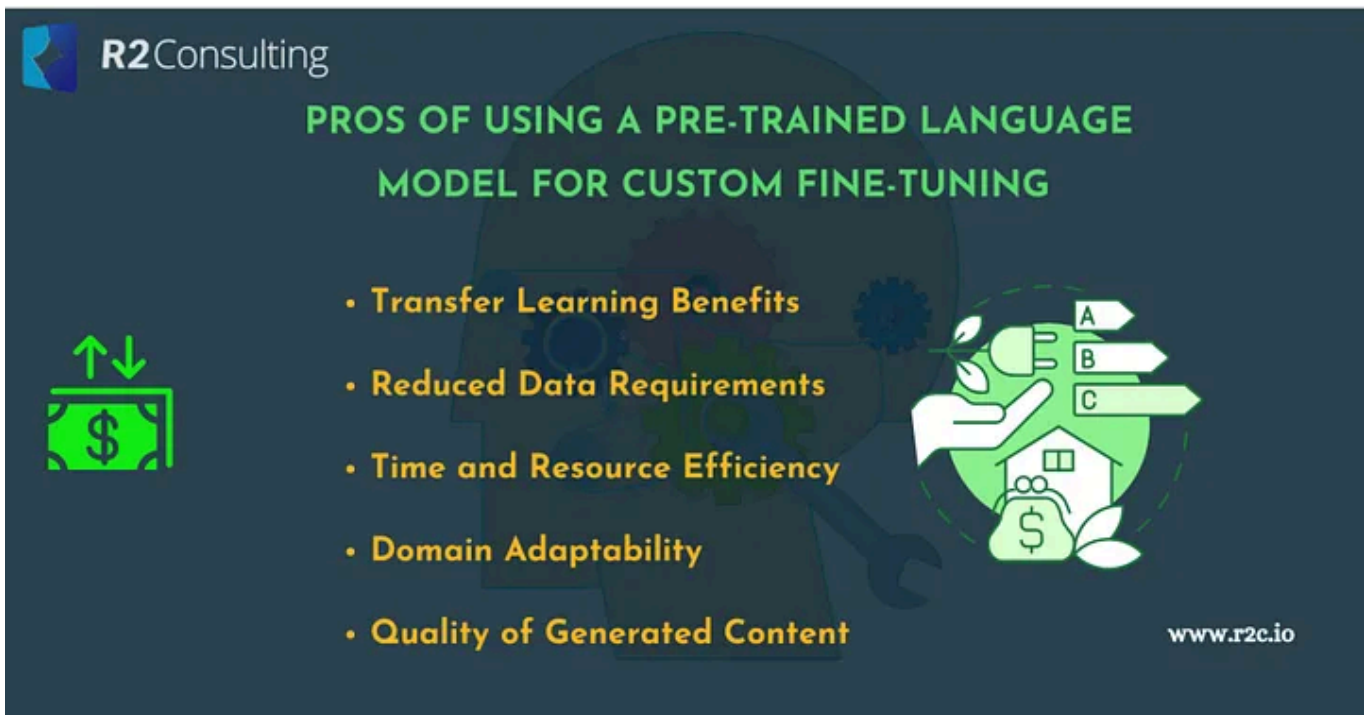 R2Consulting
PROS OF USING A PRE-TRAINED LANGUAGE
MODEL FOR CUSTOM FINE-TUNING
• Transfer Learning Benefits
• Reduced Data Requirements
• Time and Resource Efficiency
• Domain Adaptability
• Quality of Generated Content
$
A
B
C
$
www.r2c.io